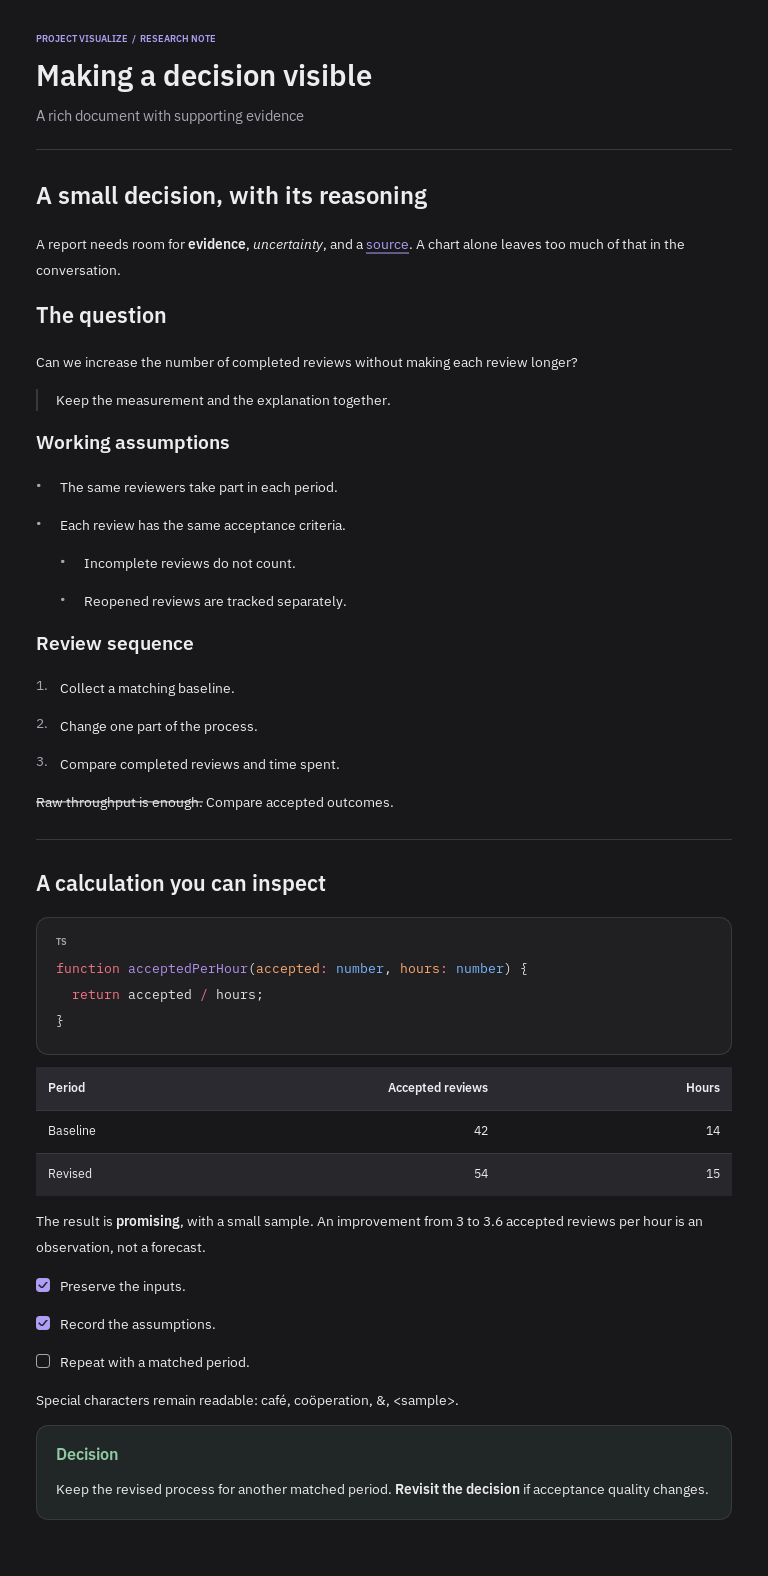 PROJECT VISUALIZE / RESEARCH NOTE
Making a decision visible
A rich document with supporting evidence
A small decision, with its reasoning
A report needs room for evidence, uncertainty, and a source. A chart alone leaves too much of that in the
conversation.
The question
Can we increase the number of completed reviews without making each review longer?
Keep the measurement and the explanation together.
Working assumptions
• The same reviewers take part in each period.
• Each review has the same acceptance criteria.
• Incomplete reviews do not count.
• Reopened reviews are tracked separately.
Review sequence
1. Collect a matching baseline.
2. Change one part of the process.
3. Compare completed reviews and time spent.
Raw throughput is enough. Compare accepted outcomes.
A calculation you can inspect
TS
function acceptedPerHour(accepted: number, hours: number) {
  return accepted / hours;
}
Period Accepted reviews Hours
Baseline 42 14
Revised 54 15
The result is promising, with a small sample. An improvement from 3 to 3.6 accepted reviews per hour is an
observation, not a forecast.
Preserve the inputs.
Record the assumptions.
Repeat with a matched period.
Special characters remain readable: café, coöperation, &, <sample>.
Decision
Keep the revised process for another matched period. Revisit the decision if acceptance quality changes.